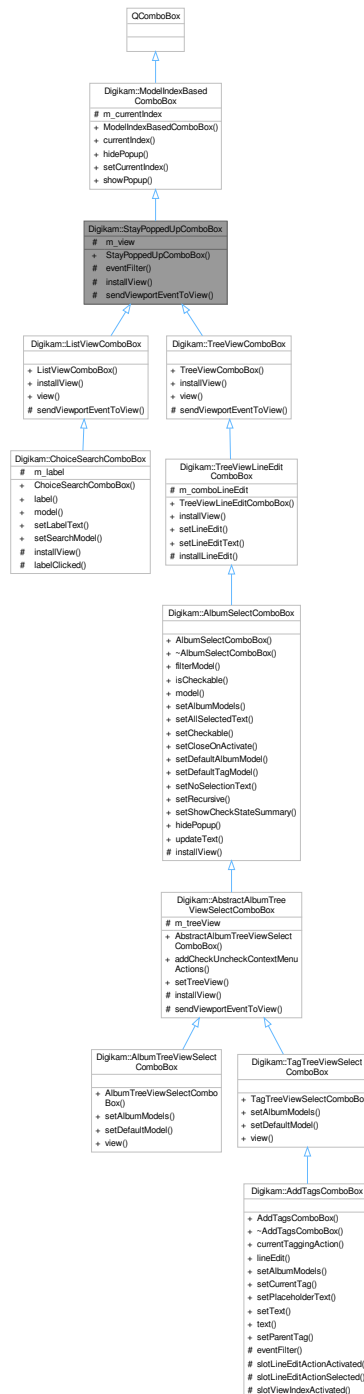 QComboBox
Digikam::ModelIndexBased
ComboBox
# m_currentIndex
+ ModelIndexBasedComboBox()
+ currentIndex()
+ hidePopup()
+ setCurrentIndex()
+ showPopup()
Digikam::StayPoppedUpComboBox
# m_view
+ StayPoppedUpComboBox()
# eventFilter()
# installView()
# sendViewportEventToView()
Digikam::ListViewComboBox
+ ListViewComboBox()
+ installView()
+ view()
# sendViewportEventToView()
Digikam::TreeViewComboBox
+ TreeViewComboBox()
+ installView()
+ view()
# sendViewportEventToView()
Digikam::ChoiceSearchComboBox
# m_label
+ ChoiceSearchComboBox()
+ label()
+ model()
+ setLabelText()
+ setSearchModel()
# installView()
# labelClicked()
Digikam::TreeViewLineEdit
ComboBox
# m_comboLineEdit
+ TreeViewLineEditComboBox()
+ installView()
+ setLineEdit()
+ setLineEditText()
# installLineEdit()
Digikam::AlbumSelectComboBox
+ AlbumSelectComboBox()
+ ~AlbumSelectComboBox()
+ filterModel()
+ isCheckable()
+ model()
+ setAlbumModels()
+ setAllSelectedText()
+ setCheckable()
+ setCloseOnActivate()
+ setDefaultAlbumModel()
+ setDefaultTagModel()
+ setNoSelectionText()
+ setRecursive()
+ setShowCheckStateSummary()
+ hidePopup()
+ updateText()
# installView()
Digikam::AbstractAlbumTree
ViewSelectComboBox
# m_treeView
+ AbstractAlbumTreeViewSelect
ComboBox()
+ addCheckUncheckContextMenu
Actions()
+ setTreeView()
# installView()
# sendViewportEventToView()
Digikam::AlbumTreeViewSelect
ComboBox
+ AlbumTreeViewSelectCombo
Box()
+ setAlbumModels()
+ setDefaultModel()
+ view()
Digikam::TagTreeViewSelect
ComboBox
+ TagTreeViewSelectComboBo
+ setAlbumModels()
+ setDefaultModel()
+ view()
Digikam::AddTagsComboBox
+ AddTagsComboBox()
+ ~AddTagsComboBox()
+ currentTaggingAction()
+ lineEdit()
+ setAlbumModels()
+ setCurrentTag()
+ setPlaceholderText()
+ setText()
+ text()
+ setParentTag()
# eventFilter()
# slotLineEditActionActivated()
# slotLineEditActionSelected()
# slotViewIndexActivated()